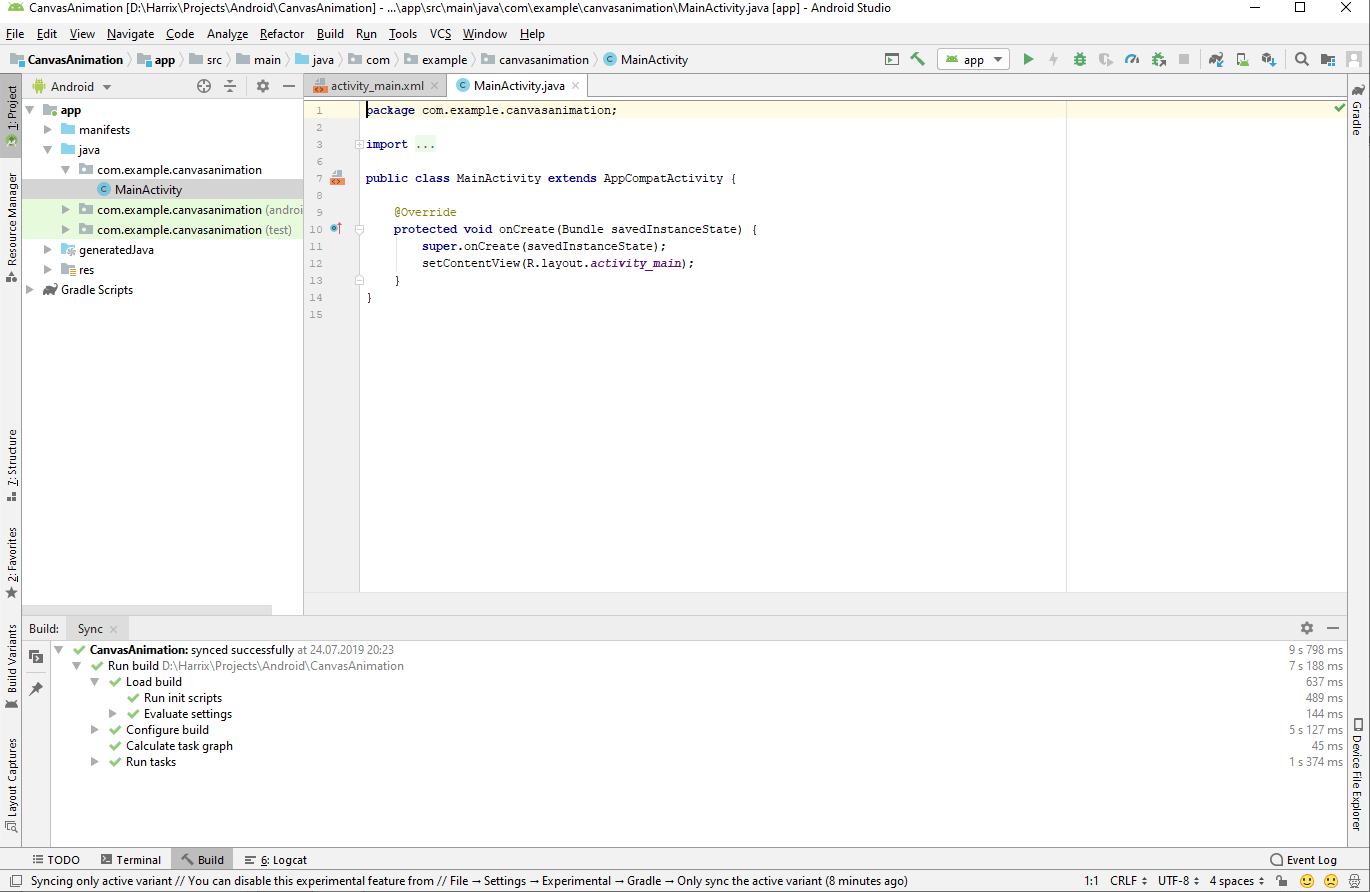 CanvasAnimation [D:\Harrix\Projects\Android\CanvasAnimation] - ...\app\src\main\java\com\example\canvasanimation\MainActivity.java [app] - Android Studio
File Edit View Navigate Code Analyze Refactor Build Run Tools VCS Window Help
CanvasAnimation app src main java com example canvasanimation MainActivity
app
1: Project
Resource Manager
7: Structure
2: Favorites
Build Variants
Layout Captures
Android
app
manifests
java
com.example.canvasanimation
MainActivity
com.example.canvasanimation (androi
com.example.canvasanimation (test)
generatedJava
res
Gradle Scripts
activity_main.xml MainActivity.java
1 package com.example.canvasanimation;
2
3 import ...
6
7 public class MainActivity extends AppCompatActivity {
8
9 @Override
10 protected void onCreate(Bundle savedInstanceState) {
11 super.onCreate(savedInstanceState);
12 setContentView(R.layout.activity_main);
13 }
14 }
15
Gradle
Device File Explorer
Build: Sync
CanvasAnimation: synced successfully at 24.07.2019 20:23 9 s 798 ms
Run build D:\Harrix\Projects\Android\CanvasAnimation 7 s 188 ms
Load build 637 ms
Run init scripts 489 ms
Evaluate settings 144 ms
Configure build 5 s 127 ms
Calculate task graph 45 ms
Run tasks 1 s 374 ms
TODO Terminal Build 6: Logcat Event Log
Syncing only active variant // You can disable this experimental feature from // File → Settings → Experimental → Gradle → Only sync the active variant (8 minutes ago) 1:1 CRLF UTF-8 4 spaces